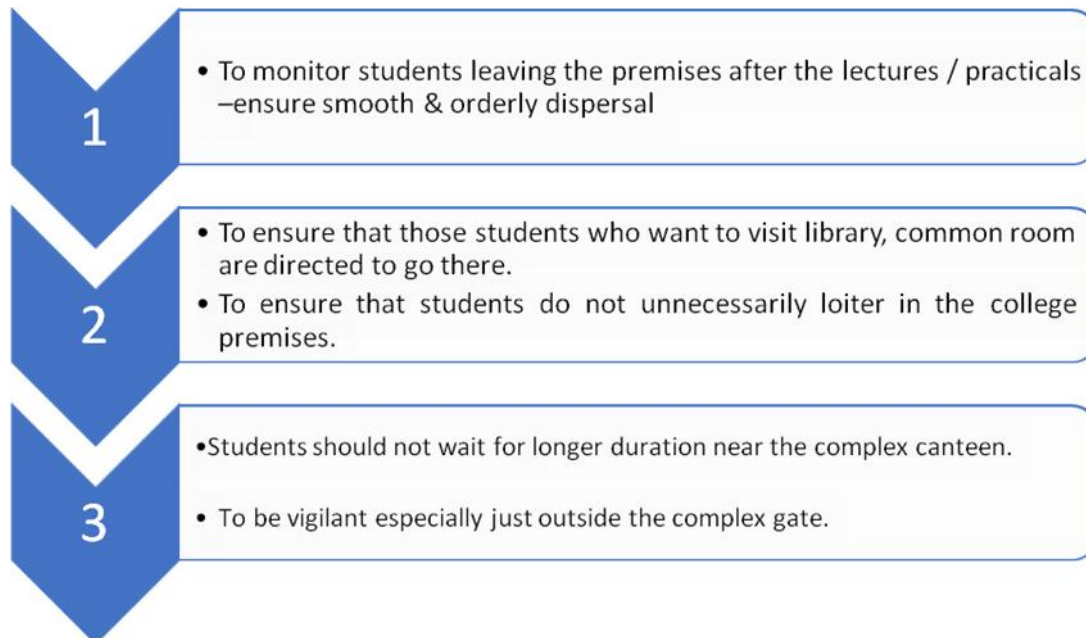 1
• To monitor students leaving the premises after the lectures / practicals
–ensure smooth & orderly dispersal
2
• To ensure that those students who want to visit library, common room
are directed to go there.
• To ensure that students do not unnecessarily loiter in the college
premises.
3
•Students should not wait for longer duration near the complex canteen.
• To be vigilant especially just outside the complex gate.